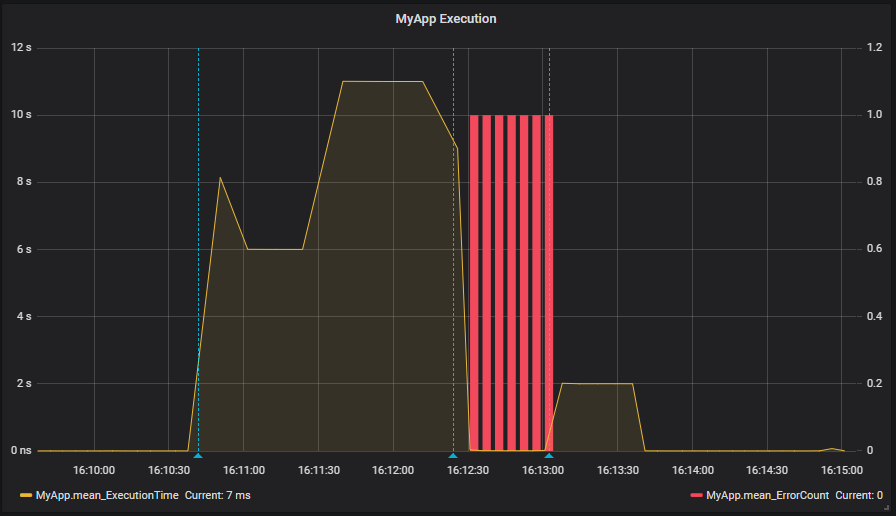 MyApp Execution
12 s 1.2
10 s 1.0
8 s 0.8
6 s 0.6
4 s 0.4
2 s 0.2
0 ns 0
16:10:00 16:10:30 16:11:00 16:11:30 16:12:00 16:12:30 16:13:00 16:13:30 16:14:00 16:14:30 16:15:00
MyApp.mean_ExecutionTime Current: 7 ms MyApp.mean_ErrorCount Current: 0